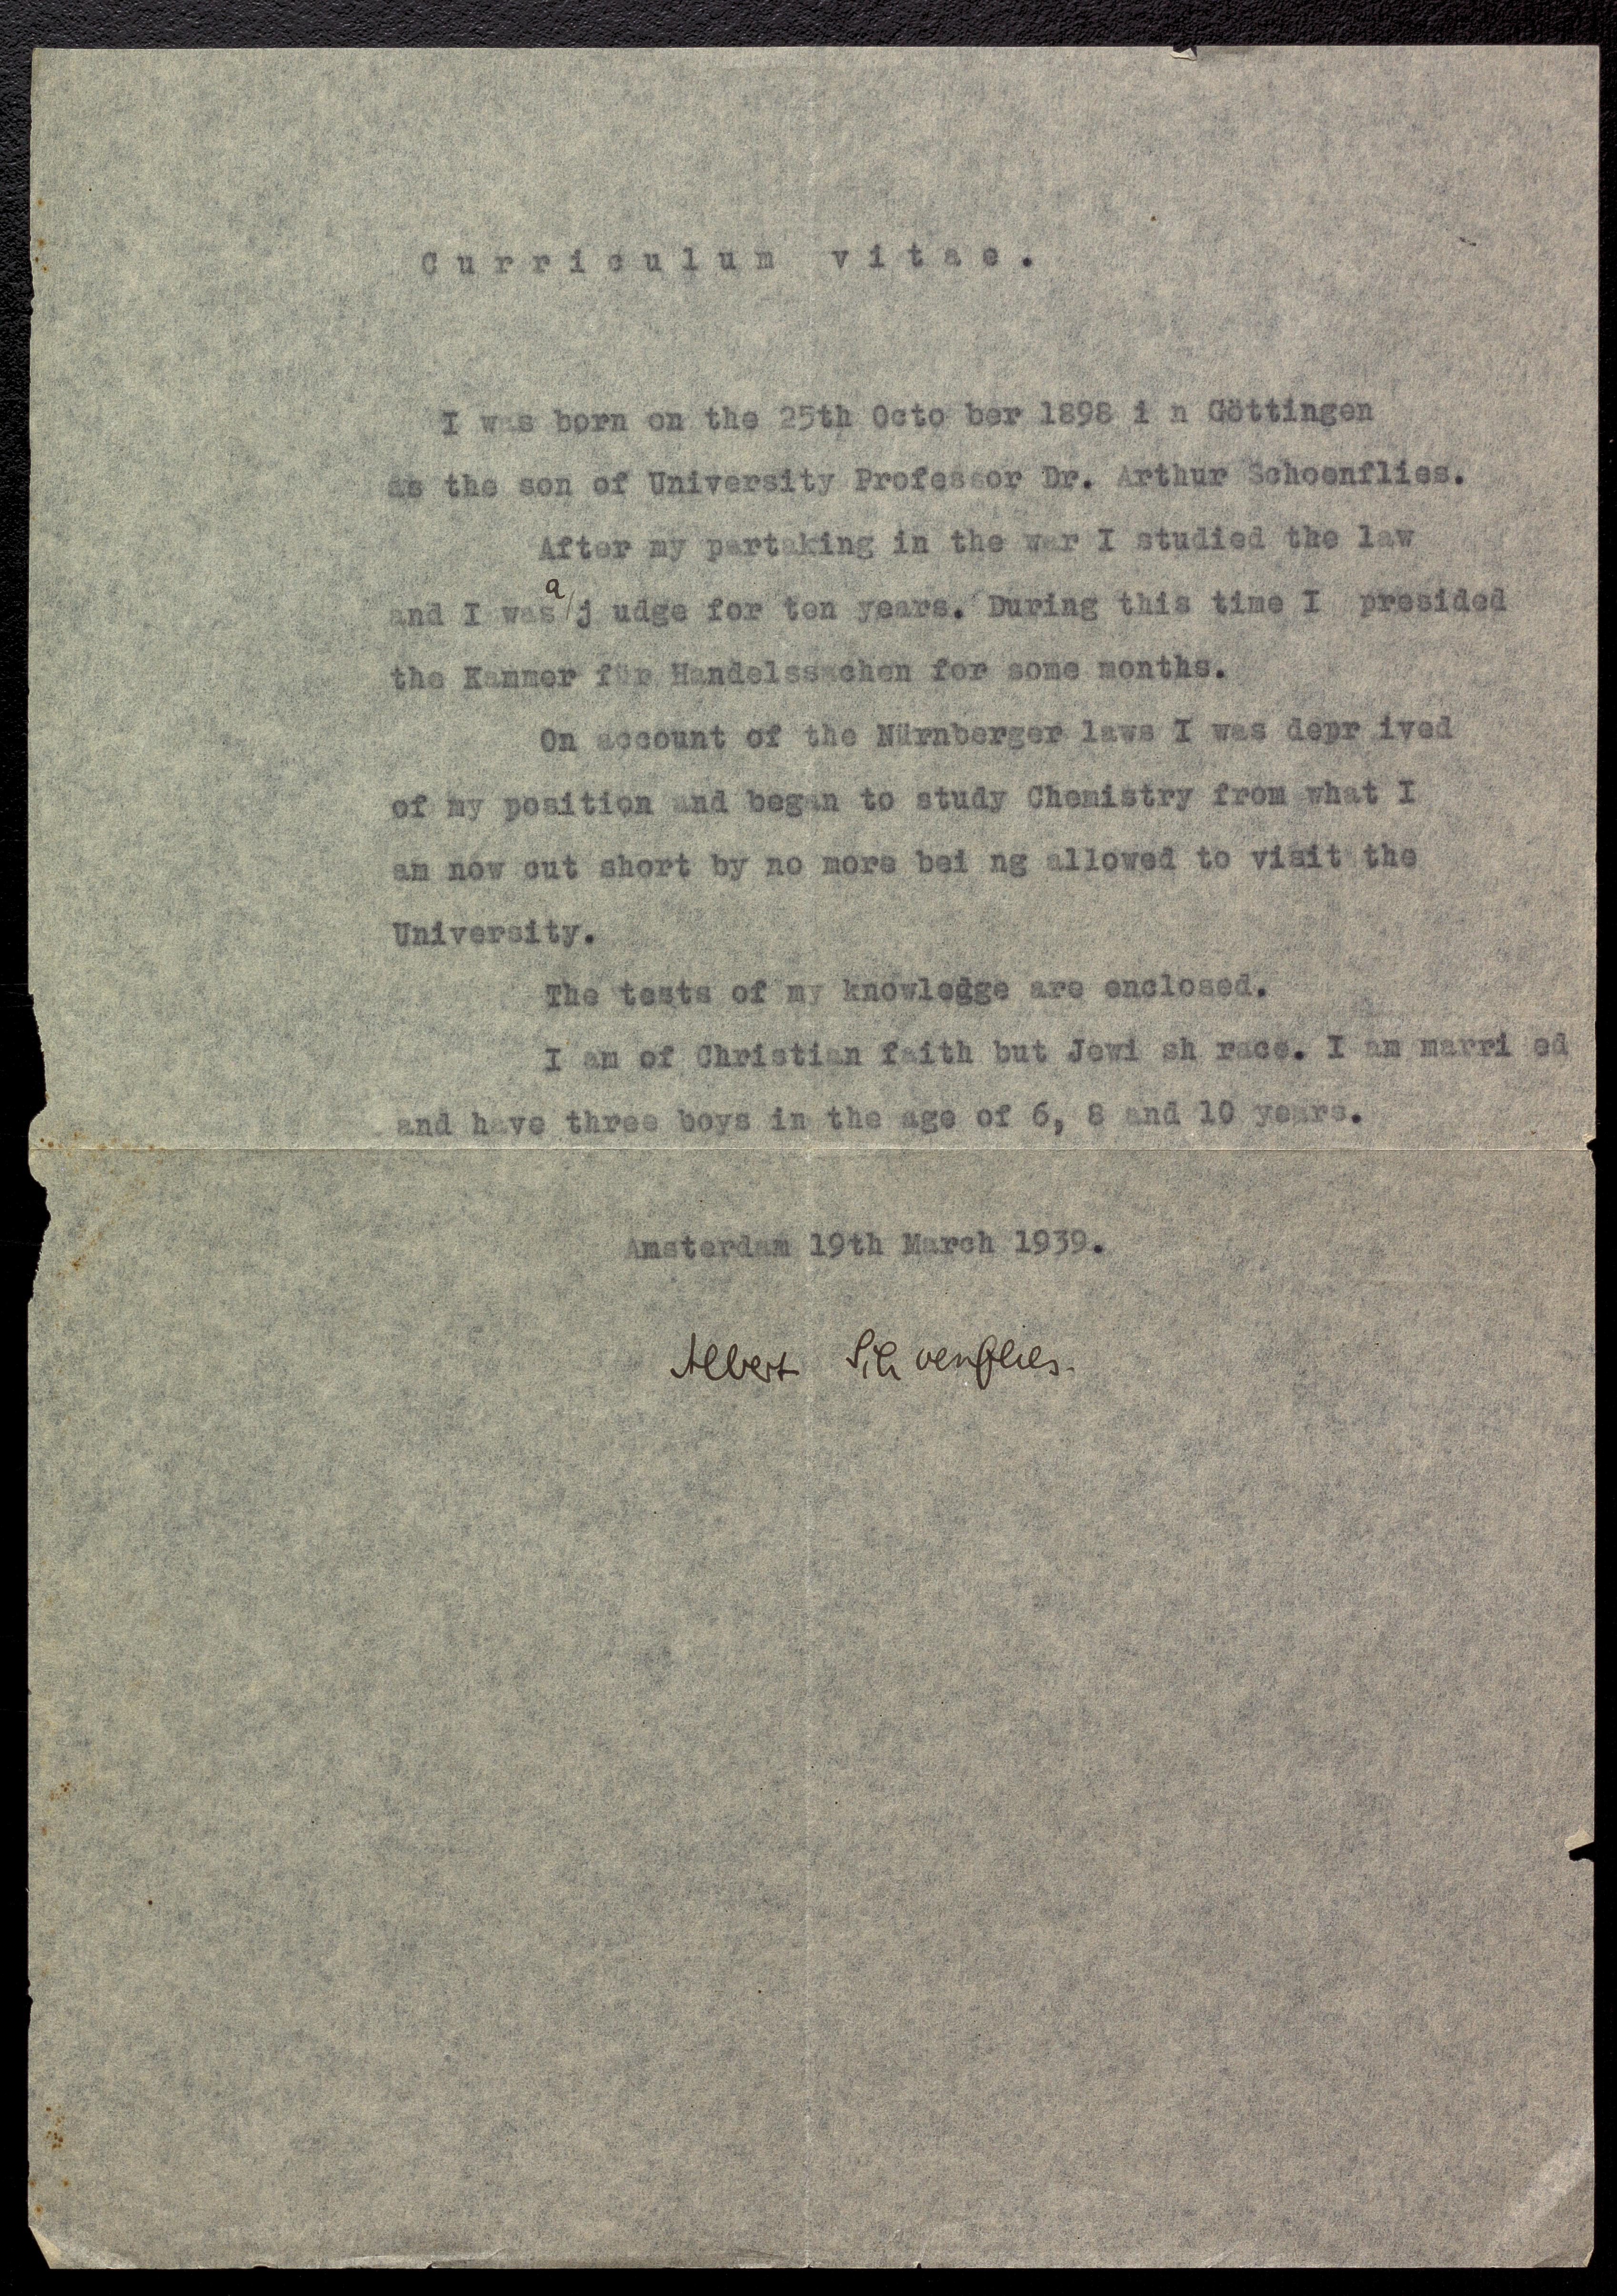 Curriculum vitae.
I was born on the 25th Octo ber 1898 i n Göttingen
as the son of University Professor Dr. Arthur Schoenflies.
After my partaking in the war I studied the law
and I was a/j udge for ten years. During this time I presided
the Kammer für Handelssachen for some months.
On account of the Nürnberger laws I was depr ived
of my position and began to study Chemistry from what I
am now cut short by no more bei ng allowed to visit the
University.
The tests of my knowledge are enclosed.
I am of Christian faith but Jewi sh race. I am marri ed
and have three boys in the age of 6, 8 and 10 years.
Amsterdam 19th March 1939.
Albert Schoenflies.